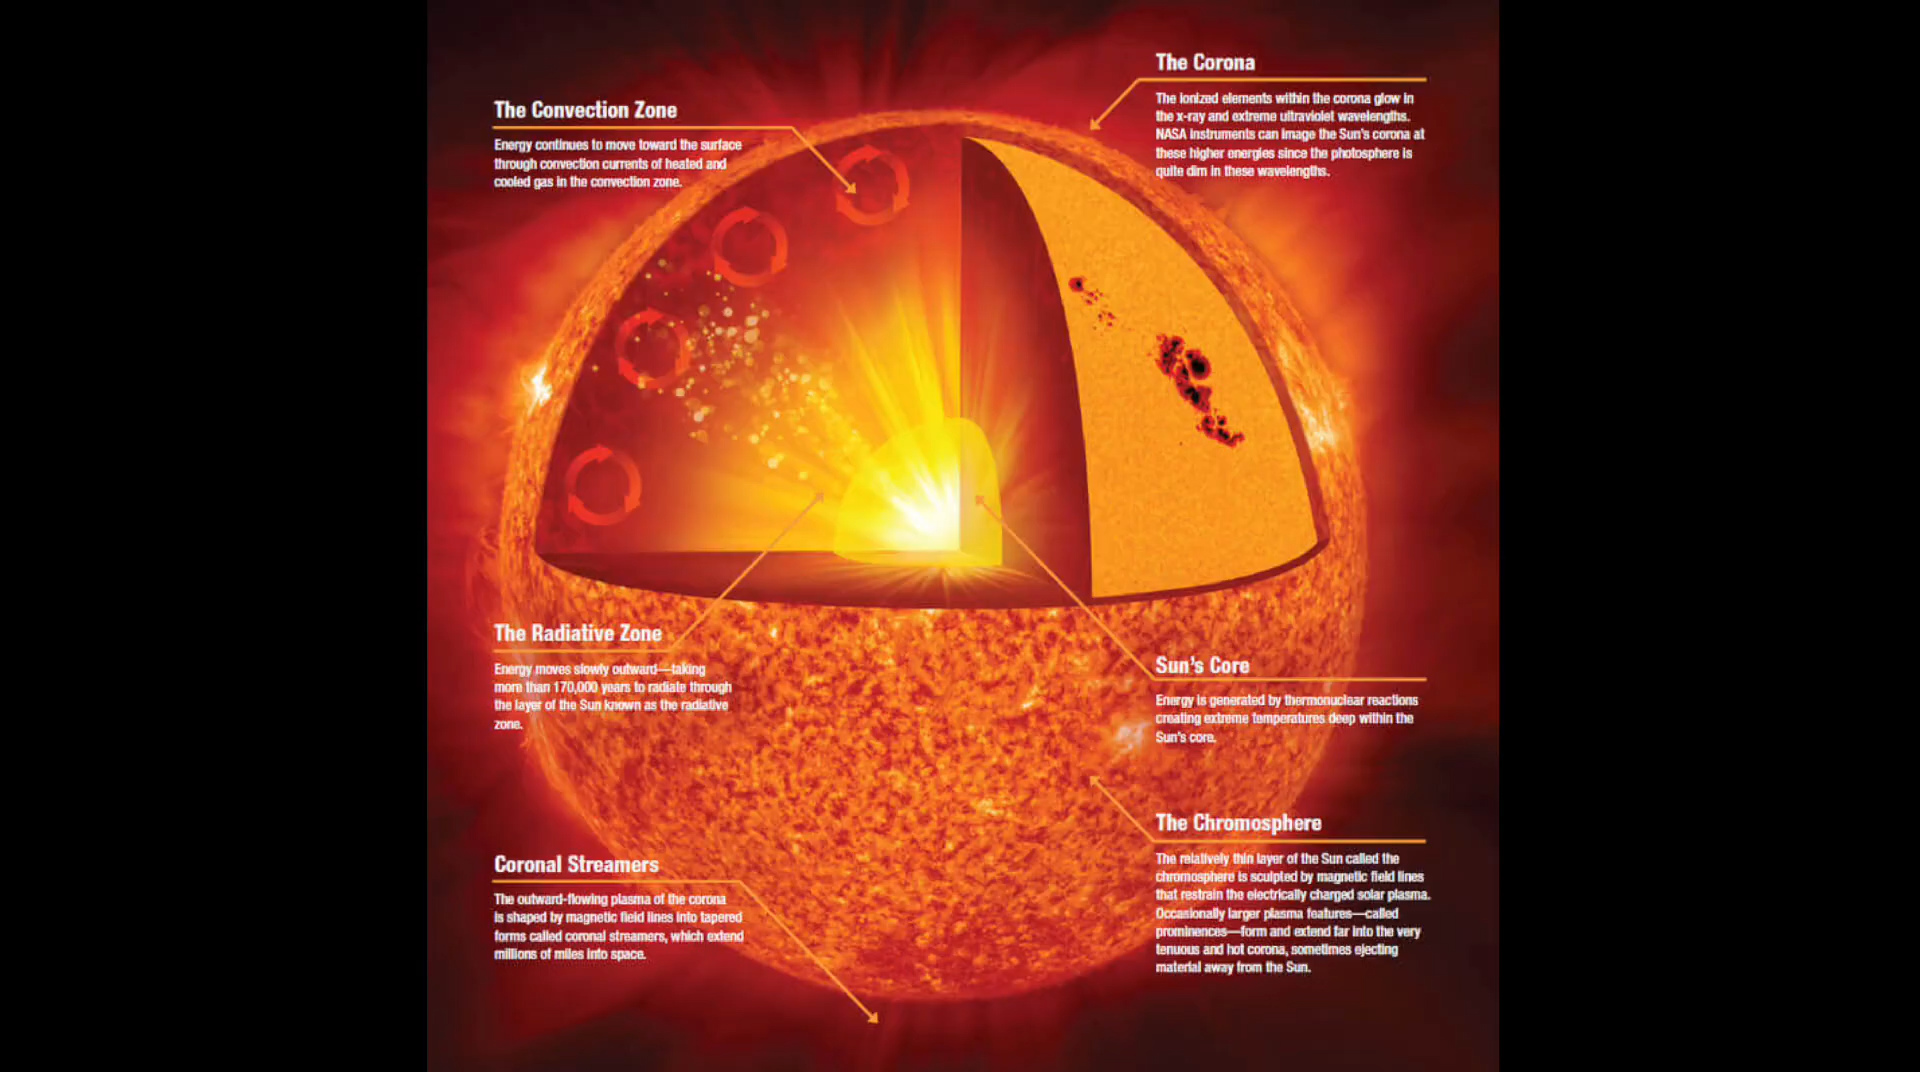 The Convection Zone
Energy continues to move toward the surface
through convection currents of heated and
cooled gas in the convection zone.
The Corona
The ionized elements within the corona glow in
the x-ray and extreme ultraviolet wavelengths.
NASA instruments can image the Sun's corona at
these higher energies since the photosphere is
quite dim in these wavelengths.
The Radiative Zone
Energy moves slowly outward—taking
more than 170,000 years to radiate through
the layer of the Sun known as the radiative
zone.
Sun's Core
Energy is generated by thermonuclear reactions
creating extreme temperatures deep within the
Sun's core.
Coronal Streamers
The outward-flowing plasma of the corona
is shaped by magnetic field lines into tapered
forms called coronal streamers, which extend
millions of miles into space.
The Chromosphere
The relatively thin layer of the Sun called the
chromosphere is sculpted by magnetic field lines
that restrain the electrically charged solar plasma.
Occasionally larger plasma features—called
prominences—form and extend far into the very
tenuous and hot corona, sometimes ejecting
material away from the Sun.